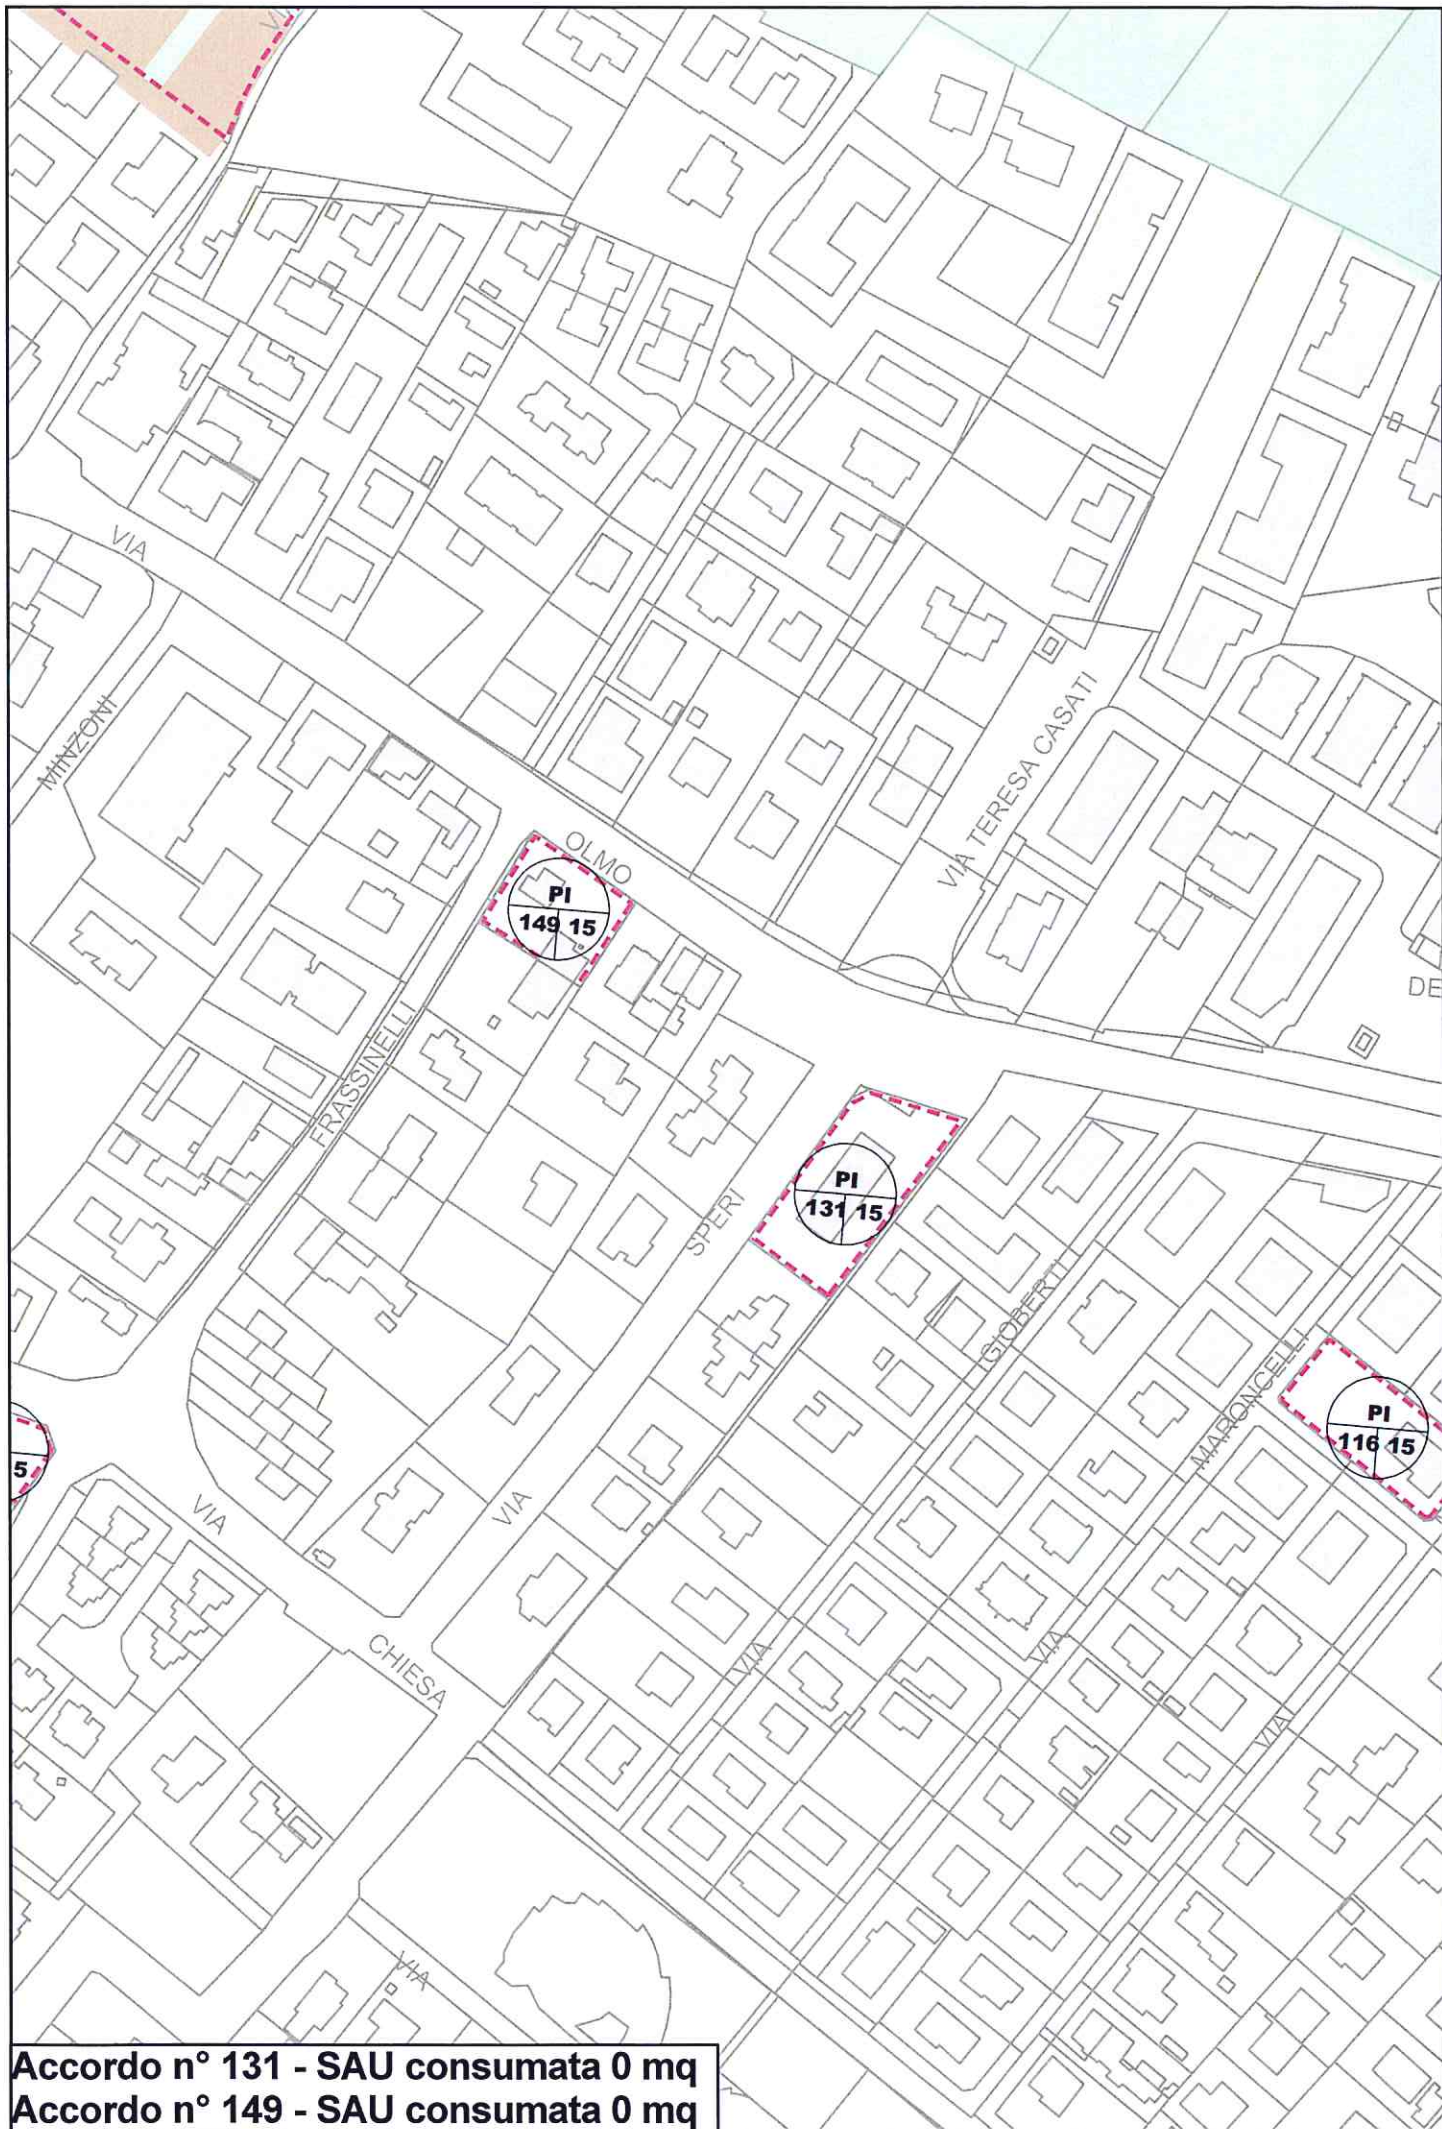 VIA
MINZONI
OLMO
VIA TERESA CASATI
PI
149 15
DE
FRASSINELLI
PI
131 15
SPERI
GIOBERTI
MARONCELLI
PI
116 15
5
VIA
VIA
CHIESA
VIA
VIA
VIA
VIA
Accordo n° 131 - SAU consumata 0 mq
Accordo n° 149 - SAU consumata 0 mq